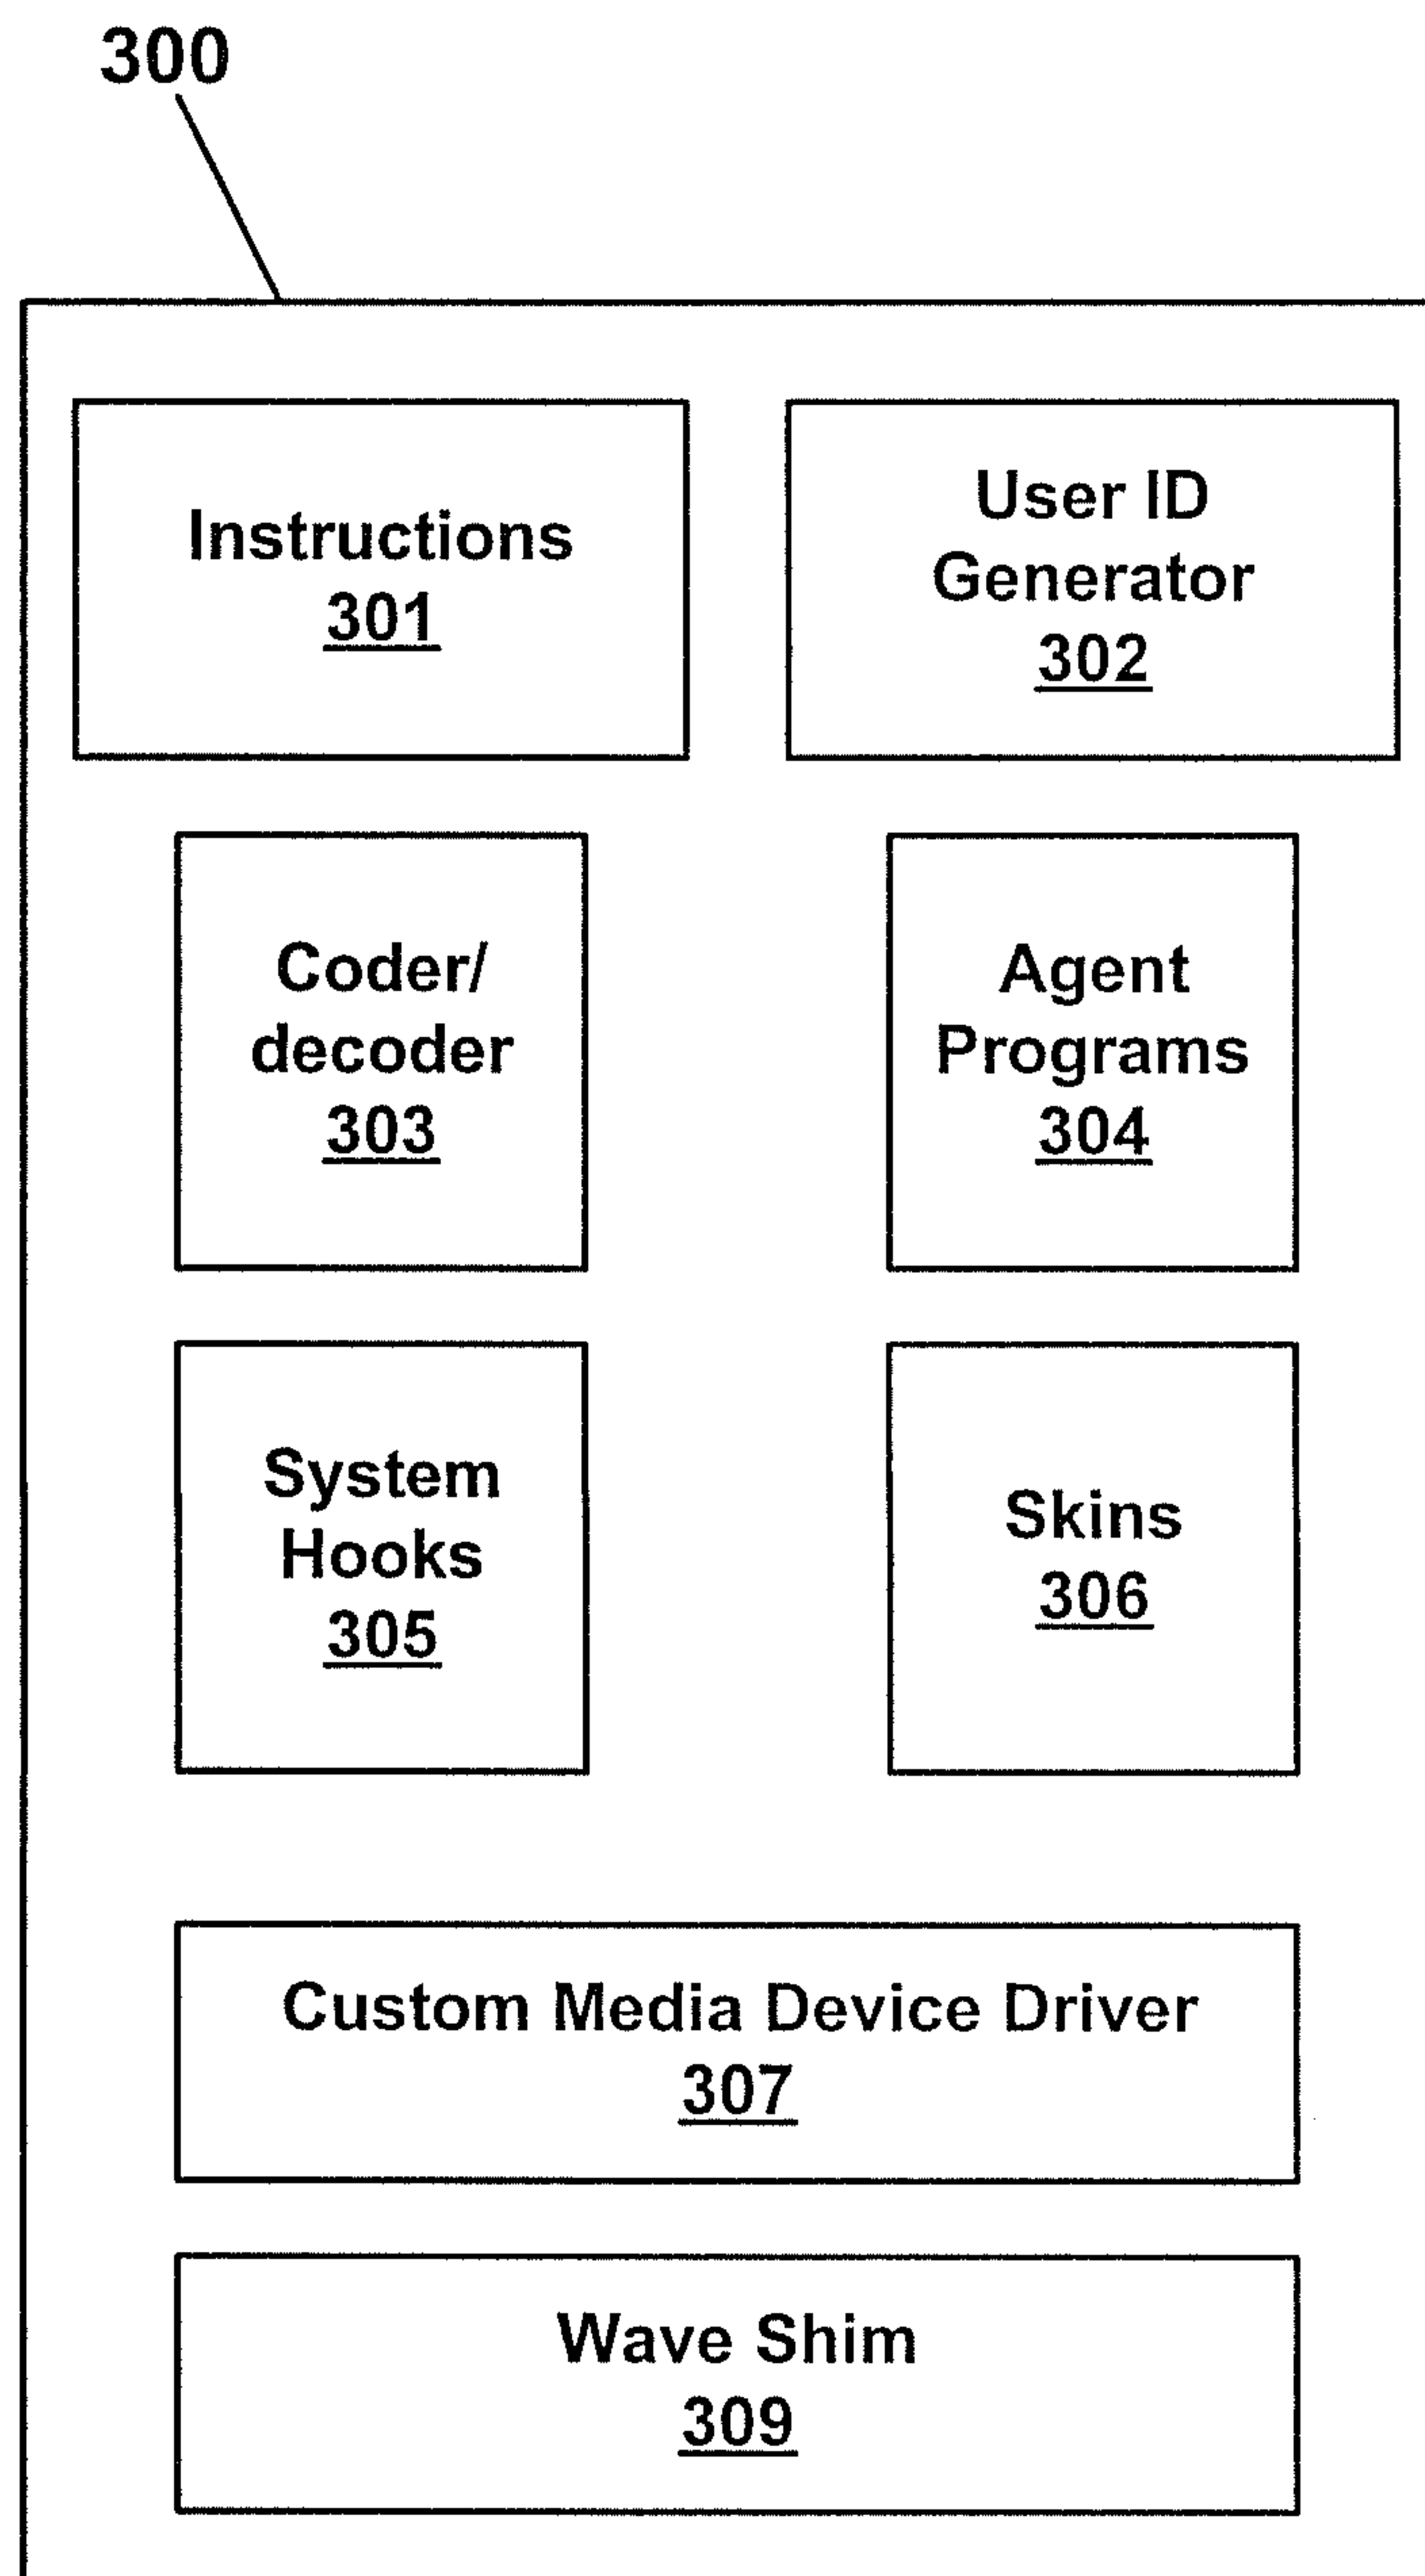 300
Instructions
301
User ID
Generator
302
Coder/
decoder
303
Agent
Programs
304
System
Hooks
305
Skins
306
Custom Media Device Driver
307
Wave Shim
309